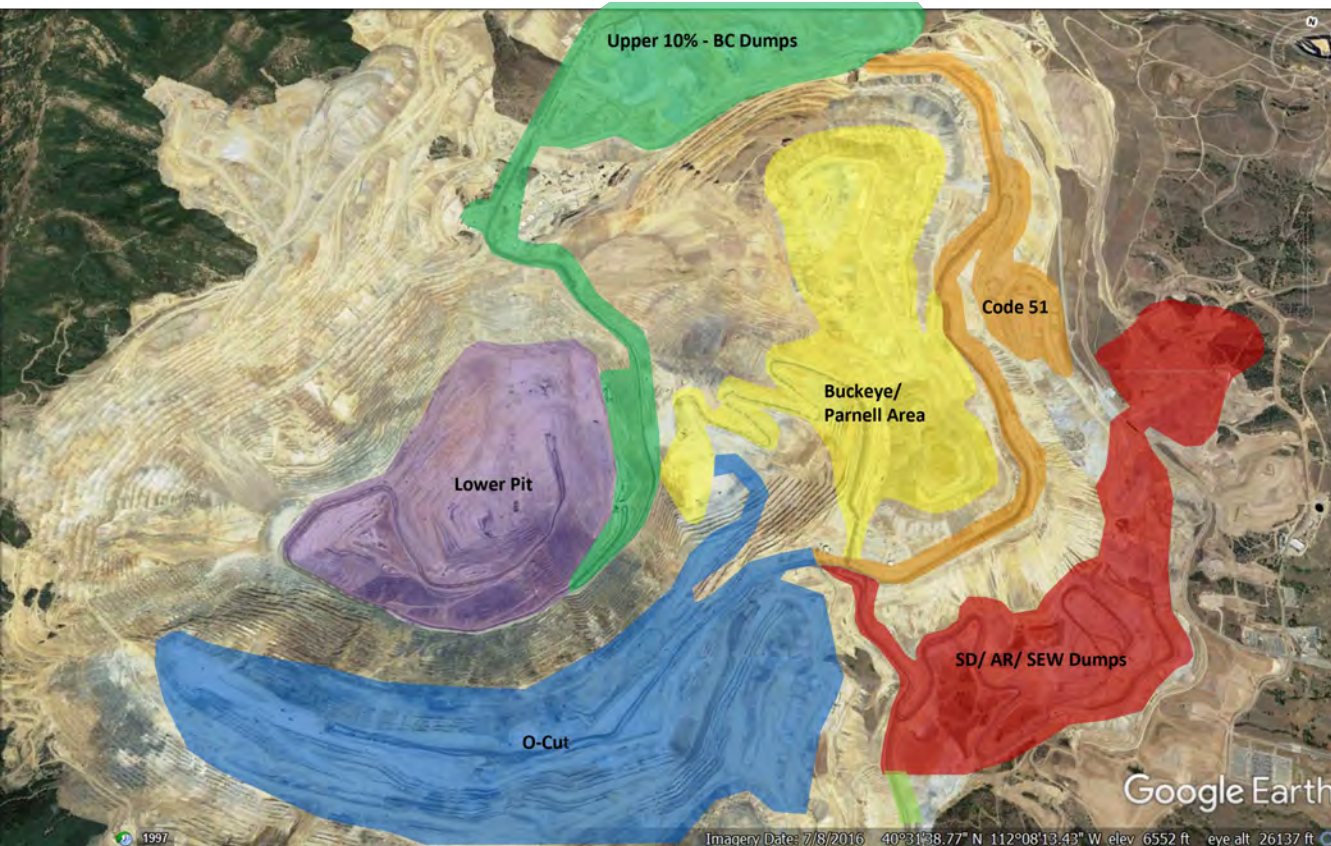 N
Upper 10% - BC Dumps
Code 51
Buckeye/
Parnell Area
Lower Pit
SD/ AR/ SEW Dumps
O-Cut
Google Earth
1997
Imagery Date: 7/8/2016 40°31'38.77" N 112°08'13.43" W elev 6552 ft eye alt 26137 ft